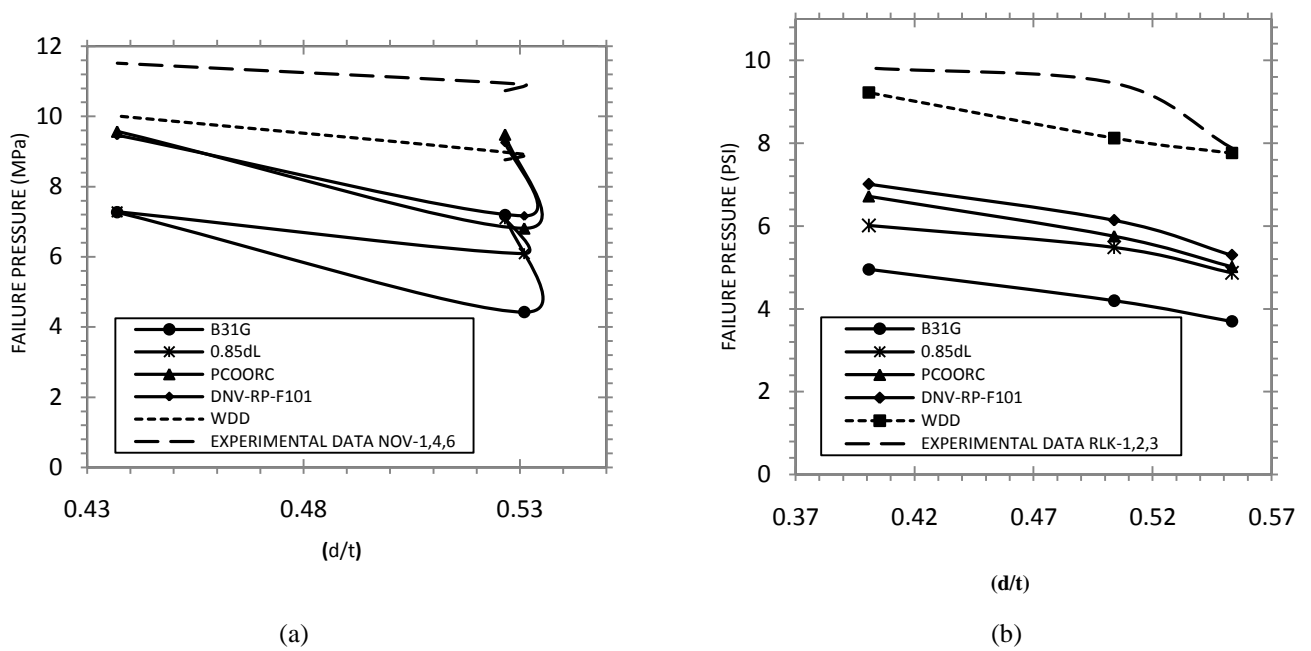 12
10
8
6
4
2
0
FAILURE PRESSURE (MPa)
B31G
0.85dL
PCOORC
DNV-RP-F101
WDD
EXPERIMENTAL DATA NOV-1,4,6
0.43
0.48
0.53
(d/t)
(a)
10
8
6
4
2
0
FAILURE PRESSURE (PSI)
B31G
0.85dL
PCOORC
DNV-RP-F101
WDD
EXPERIMENTAL DATA RLK-1,2,3
0.37
0.42
0.47
0.52
0.57
(d/t)
(b)